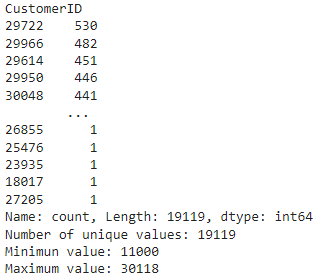 CustomerID
29722    530
29966    482
29614    451
29950    446
30048    441
...
26855    1
25476    1
23935    1
18017    1
27205    1
Name: count, Length: 19119, dtype: int64
Number of unique values: 19119
Minimun value: 11000
Maximum value: 30118